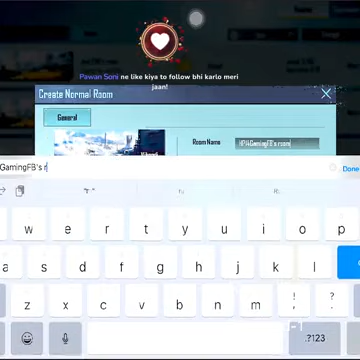 Pawan Soni ne like kiya to follow bhi karlo meri
jaan!
Create Normal Room
General
Room Name
GamingFB's r
Done
w e r t y u i o p
a s d f g h j k l
z x c v b n m ! , ? .
.?123